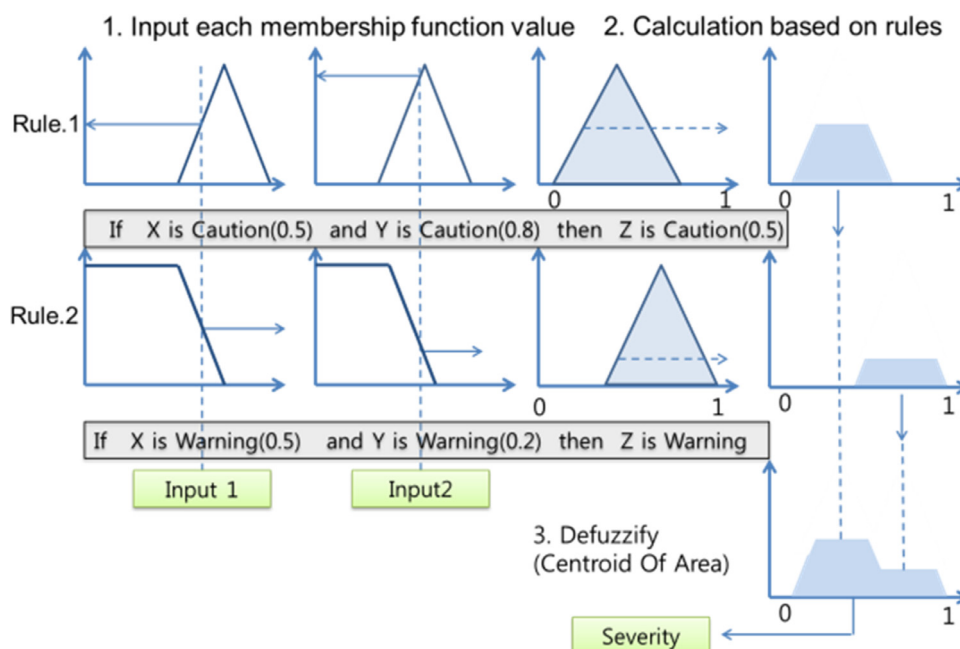 1. Input each membership function value
2. Calculation based on rules
Rule.1
0
1
0
1
If X is Caution(0.5) and Y is Caution(0.8) then Z is Caution(0.5)
Rule.2
0
1
0
1
If X is Warning(0.5) and Y is Warning(0.2) then Z is Warning
Input 1
Input2
3. Defuzzify
(Centroid Of Area)
0
1
Severity